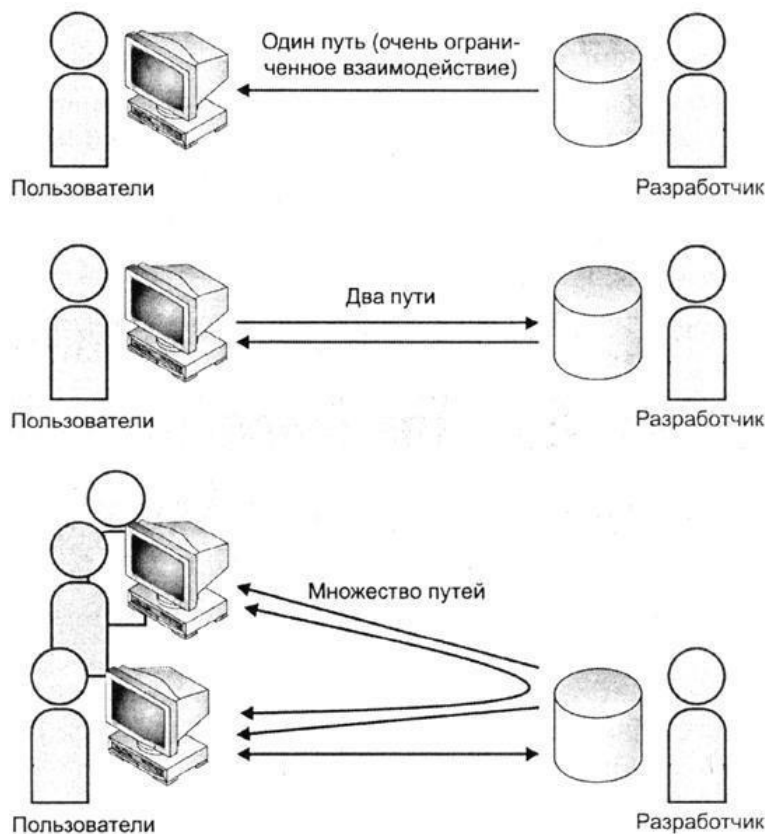 Один путь (очень ограни-
ченное взаимодействие)
Пользователи
Разработчик
Два пути
Пользователи
Разработчик
Множество путей
Пользователи
Разработчик